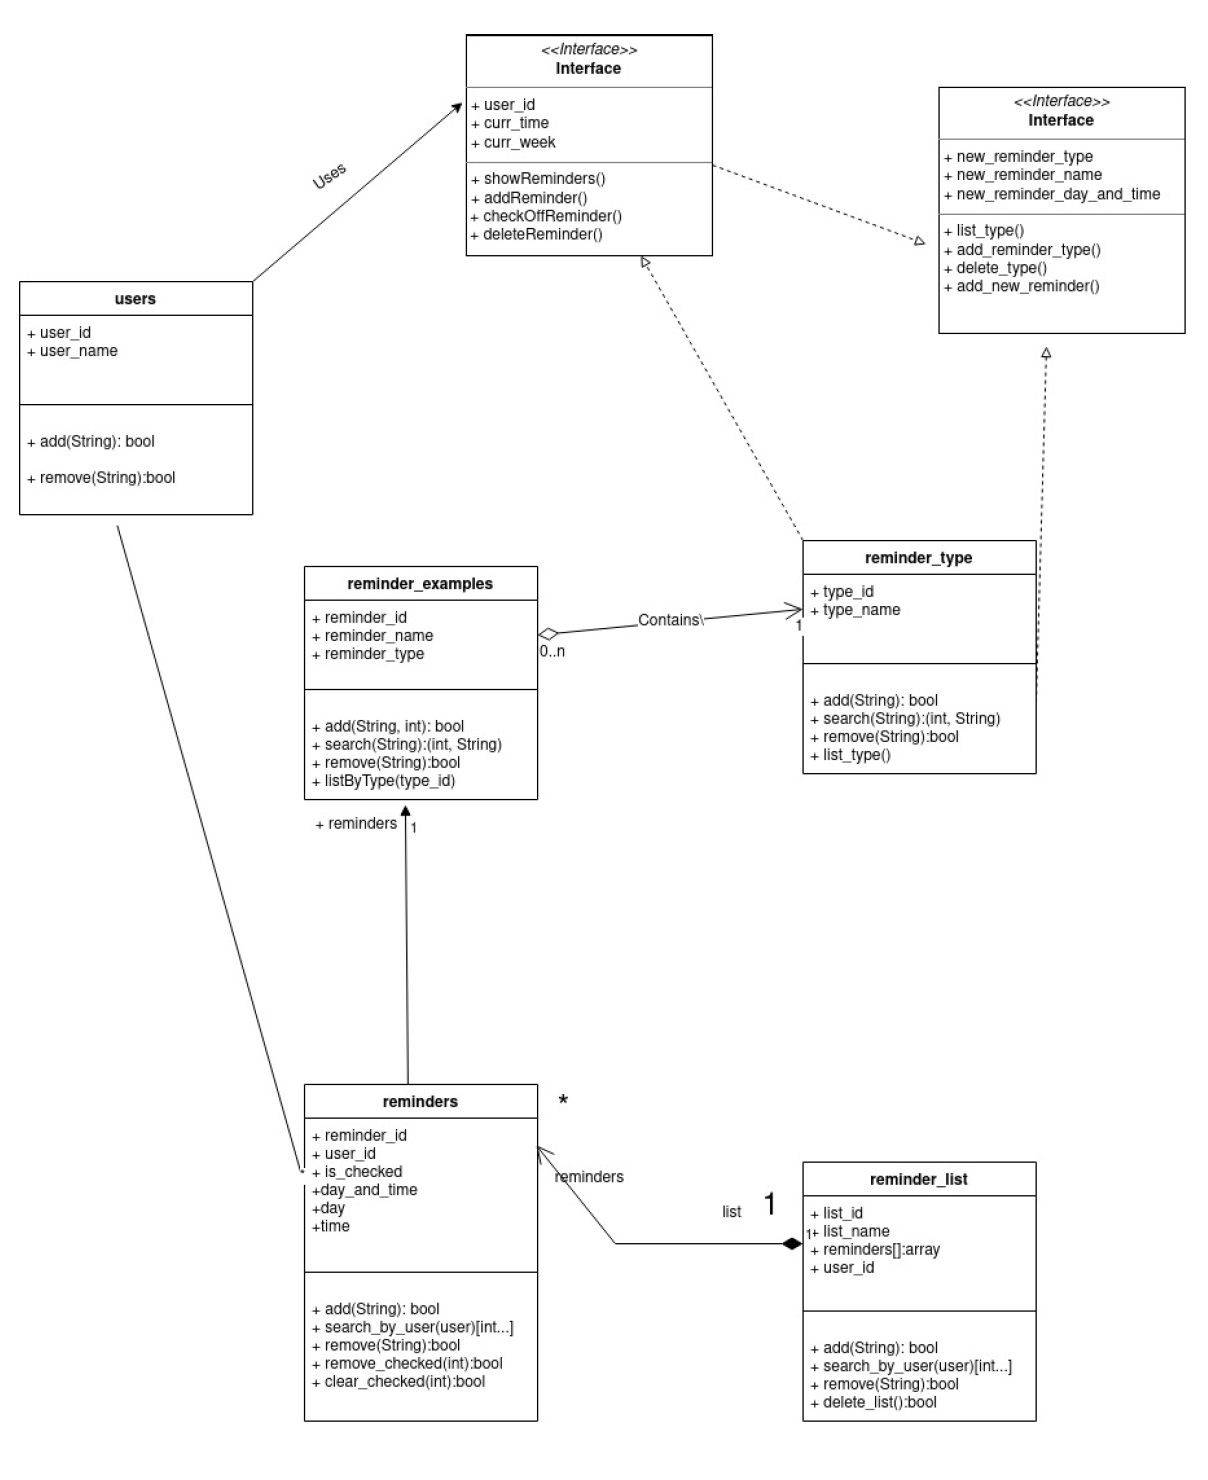 <<Interface>>
Interface
+ user_id
+ curr_time
+ curr_week
+ showReminders()
+ addReminder()
+ checkOffReminder()
+ deleteReminder()
<<Interface>>
Interface
+ new_reminder_type
+ new_reminder_name
+ new_reminder_day_and_time
+ list_type()
+ add_reminder_type()
+ delete_type()
+ add_new_reminder()
Uses
users
+ user_id
+ user_name
+ add(String): bool
+ remove(String):bool
reminder_examples
+ reminder_id
+ reminder_name
+ reminder_type
+ add(String, int): bool
+ search(String):(int, String)
+ remove(String):bool
+ listByType(type_id)
Contains\
0..n
1
reminder_type
+ type_id
+ type_name
+ add(String): bool
+ search(String):(int, String)
+ remove(String):bool
+ list_type()
+ reminders
1
reminders
+ reminder_id
+ user_id
+ is_checked
+day_and_time
+day
+time
+ add(String): bool
+ search_by_user(user)[int...]
+ remove(String):bool
+ remove_checked(int):bool
+ clear_checked(int):bool
*
*
reminders
list
1
1
reminder_list
+ list_id
+ list_name
+ reminders[]:array
+ user_id
+ add(String): bool
+ search_by_user(user)[int...]
+ remove(String):bool
+ delete_list():bool